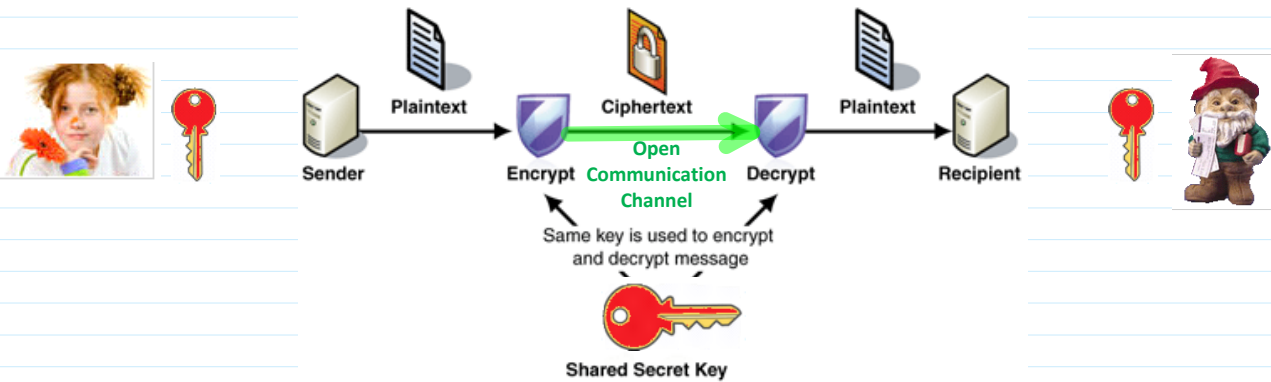 Plaintext
Ciphertext
Plaintext
Sender
Encrypt
Open
Communication
Channel
Decrypt
Recipient
Same key is used to encrypt
and decrypt message
Shared Secret Key